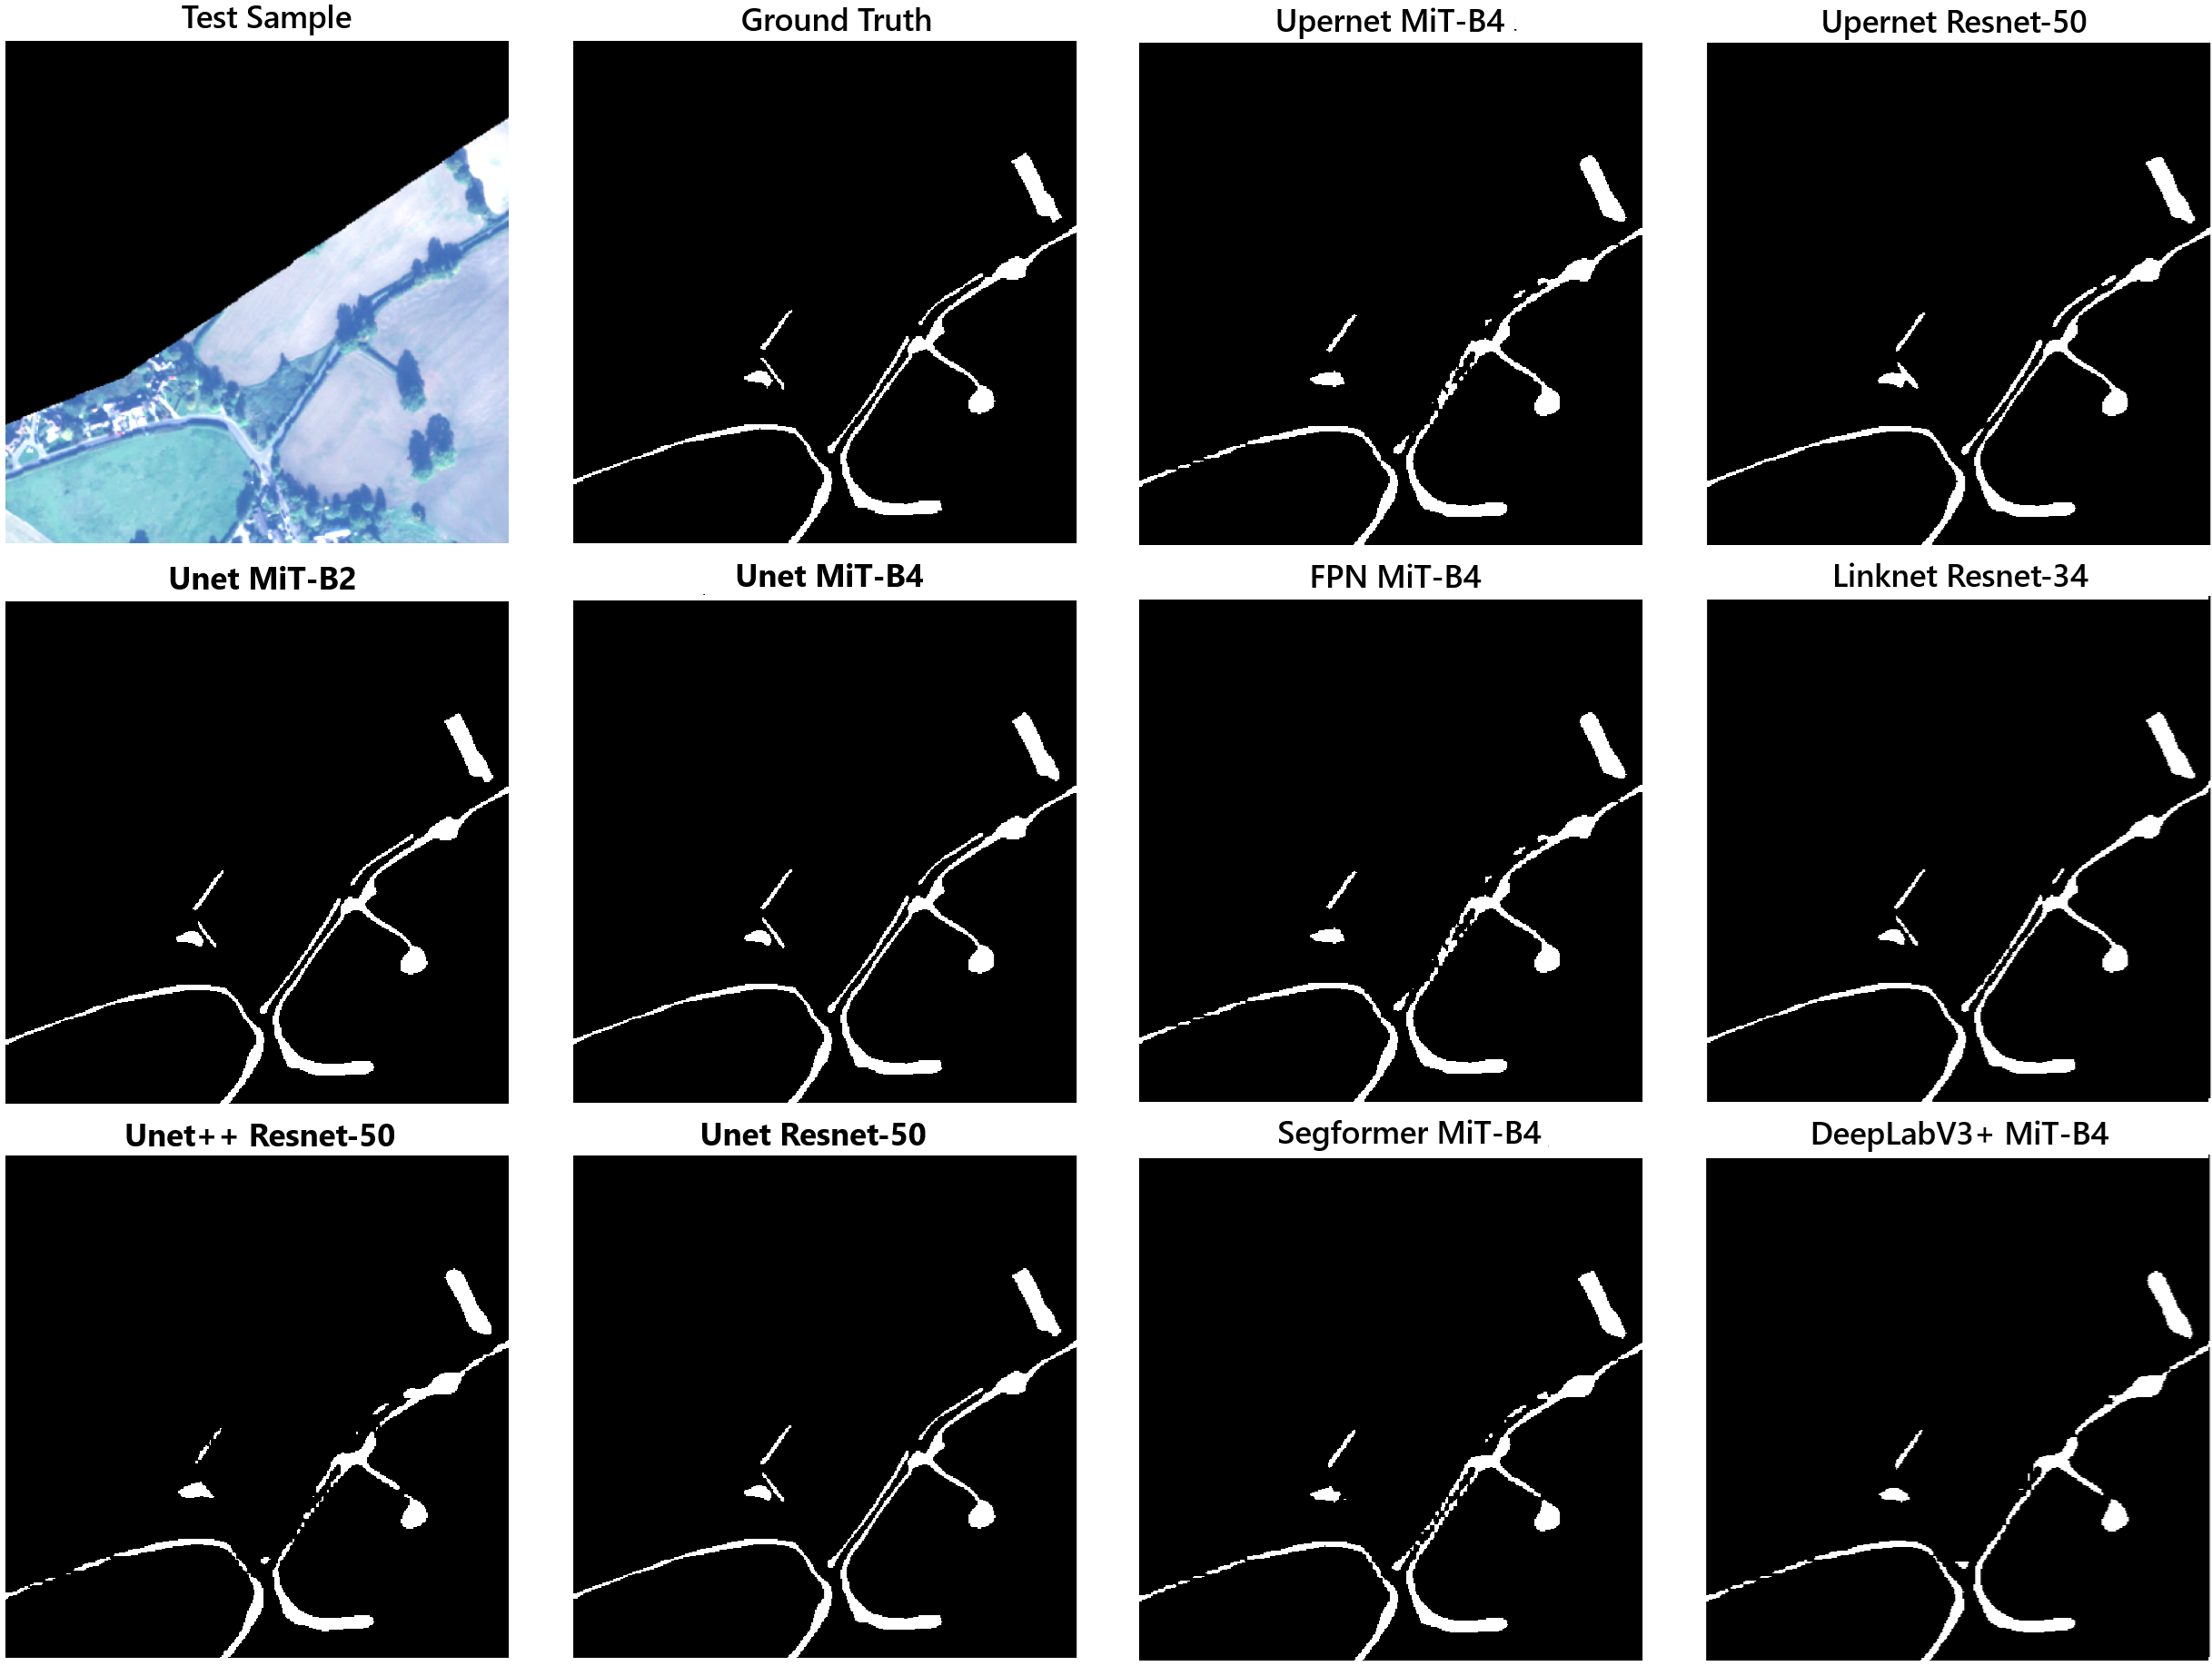 Test Sample
Ground Truth
Upernet MiT-B4
Upernet Resnet-50
Unet MiT-B2
Unet MiT-B4
FPN MiT-B4
Linknet Resnet-34
Unet++ Resnet-50
Unet Resnet-50
Segformer MiT-B4
DeepLabV3+ MiT-B4